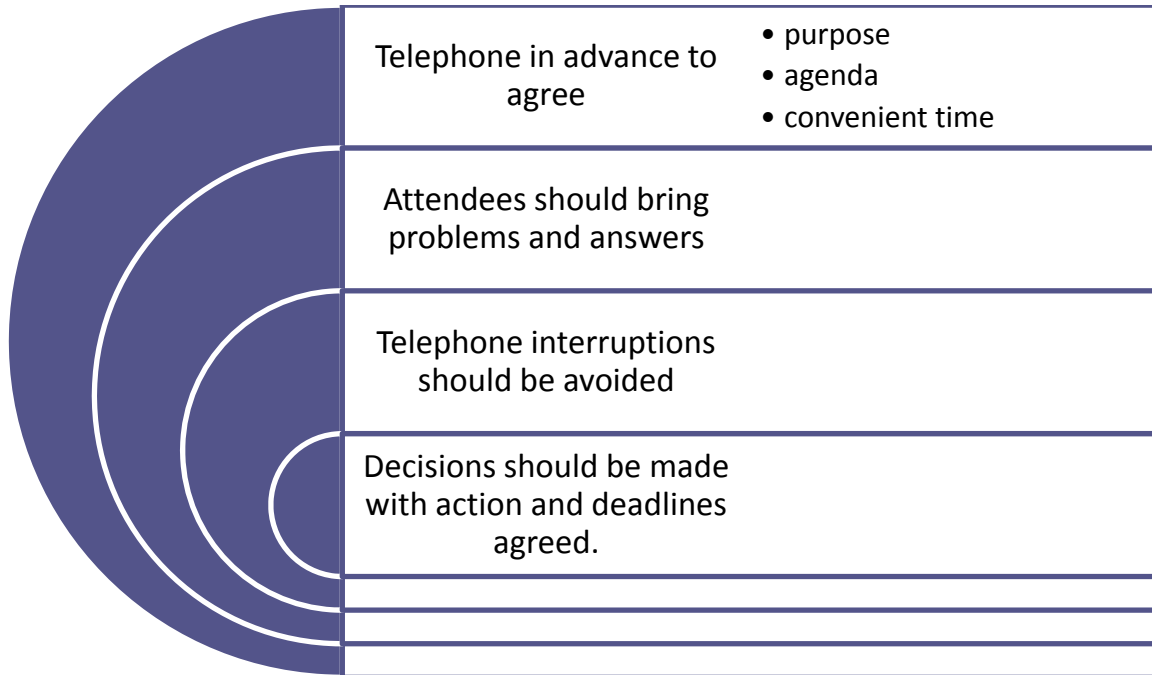 Telephone in advance to
agree
• purpose
• agenda
• convenient time
Attendees should bring
problems and answers
Telephone interruptions
should be avoided
Decisions should be made
with action and deadlines
agreed.